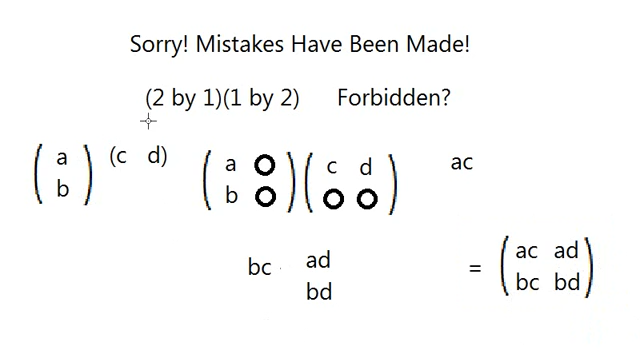 Sorry! Mistakes Have Been Made!
(2 by 1)(1 by 2) Forbidden?
(a b) (c d) (a O b O)(c d O O) ac
bc ad
bd
= (ac ad bc bd)